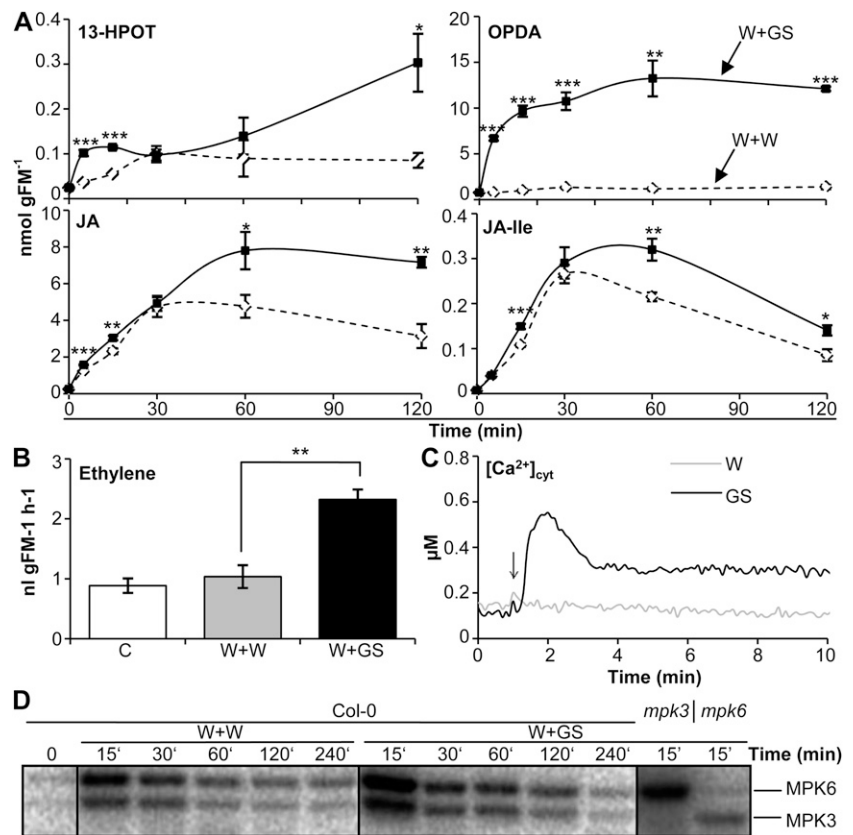 A
13-HPOT
OPDA
W+GS
W+W
JA
JA-Ile
nmol gFM⁻¹
0.4
0.3
0.2
0.1
0
20
15
10
5
0
8
6
4
2
0
0.4
0.3
0.2
0.1
0
*
***
***
***
***
***
**
***
***
**
*
**
***
**
*
0 30 60 90 120
0 30 60 90 120
Time (min)
B
Ethylene
**
nl gFM-1 h-1
3
2
1
0
C W+W W+GS
C
[Ca²⁺]cyt
W
GS
µM
0.8
0.6
0.4
0.2
0
0 2 4 6 8 10
Time (min)
D
Col-0
mpk3 | mpk6
W+W
W+GS
0 15‘ 30‘ 60‘ 120‘ 240‘ 15‘ 30‘ 60‘ 120‘ 240‘ 15’ 15’ Time (min)
MPK6
MPK3